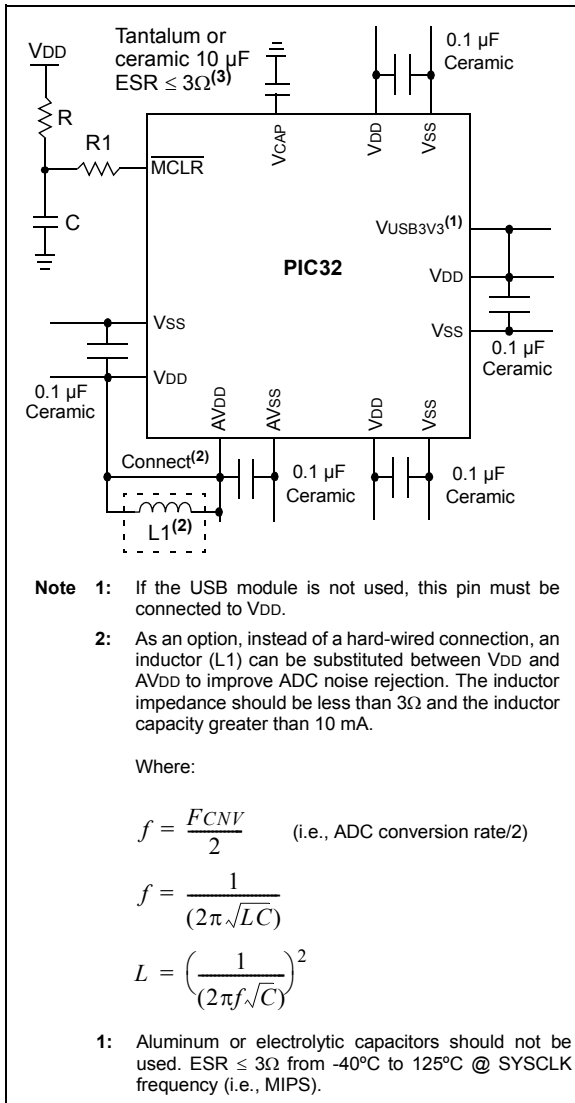 Tantalum or
ceramic 10 µF
ESR ≤ 3Ω(3)
0.1 µF
Ceramic
VDD
R
R1
C
MCLR
VCAP
VDD
VSS
VUSB3V3(1)
VDD
VSS
PIC32
0.1 µF
Ceramic
VSS
VDD
0.1 µF
Ceramic
AVDD
AVSS
VDD
VSS
Connect(2)
L1(2)
0.1 µF
Ceramic
0.1 µF
Ceramic
Note 1: If the USB module is not used, this pin must be
connected to VDD.
2: As an option, instead of a hard-wired connection, an
inductor (L1) can be substituted between VDD and
AVDD to improve ADC noise rejection. The inductor
impedance should be less than 3Ω and the inductor
capacity greater than 10 mA.
Where:
f = FCNV / 2 (i.e., ADC conversion rate/2)
f = 1 / (2π√LC)
L = (1 / (2πf√C))²
1: Aluminum or electrolytic capacitors should not be
used. ESR ≤ 3Ω from -40ºC to 125ºC @ SYSCLK
frequency (i.e., MIPS).